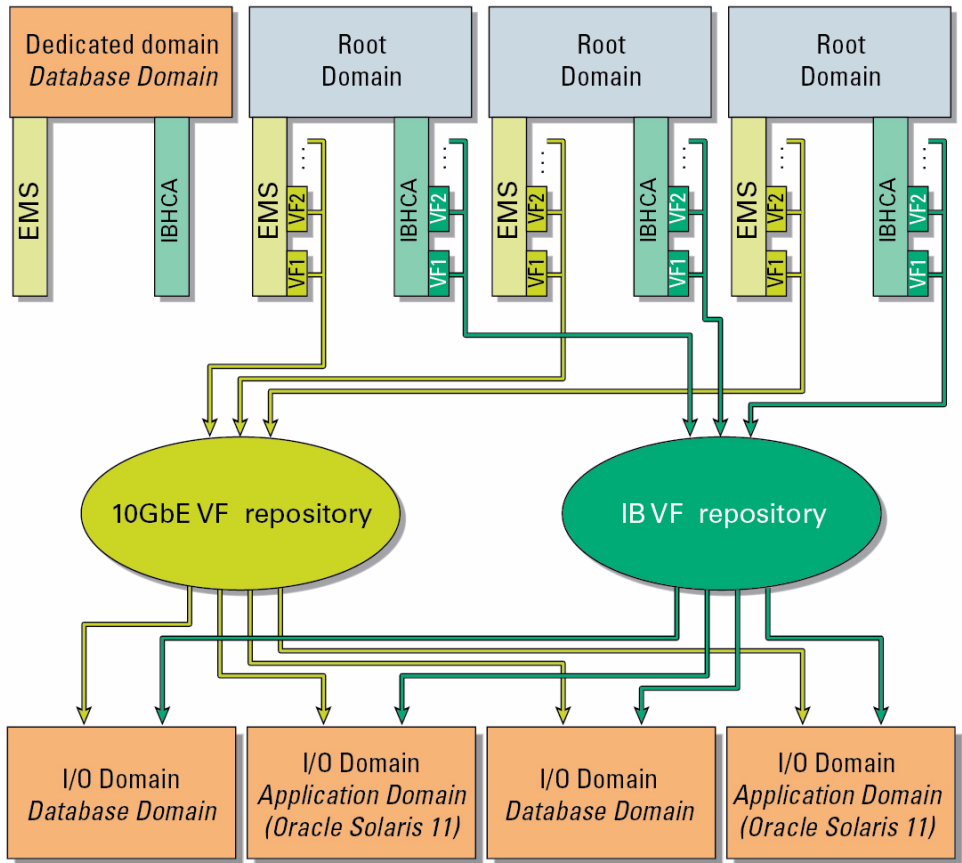 Dedicated domain
Database Domain
Root
Domain
Root
Domain
Root
Domain
EMS
IBHCA
EMS
VF1
VF2
...
IBHCA
VF1
VF2
...
EMS
VF1
VF2
...
IBHCA
VF1
VF2
...
EMS
VF1
VF2
...
IBHCA
VF1
VF2
...
10GbE VF repository
IB VF repository
I/O Domain
Database Domain
I/O Domain
Application Domain
(Oracle Solaris 11)
I/O Domain
Database Domain
I/O Domain
Application Domain
(Oracle Solaris 11)